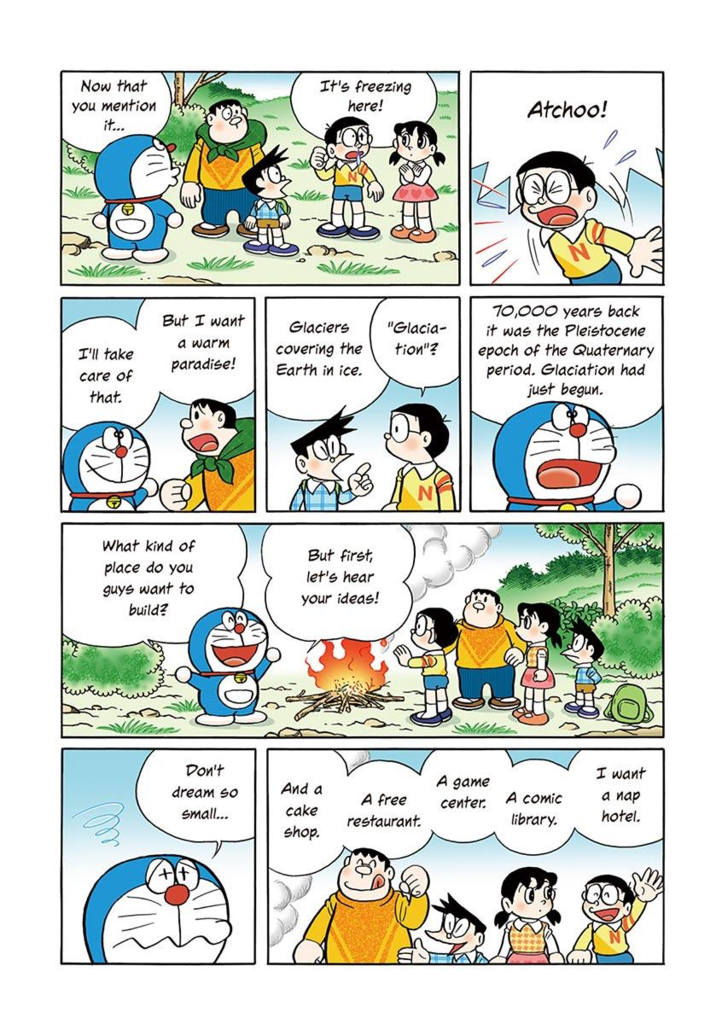 Atchoo!
It's freezing
here!
Now that
you mention
it...
70,000 years back
it was the Pleistocene
epoch of the Quaternary
period. Glaciation had
just begun.
"Glacia-
tion"?
Glaciers
covering the
Earth in ice.
But I want
a warm
paradise!
I'll take
care of
that.
But first,
let's hear
your ideas!
What kind of
place do you
guys want to
build?
I want
a nap
hotel.
A comic
library.
A game
center.
A free
restaurant.
And a
cake
shop.
Don't
dream so
small...